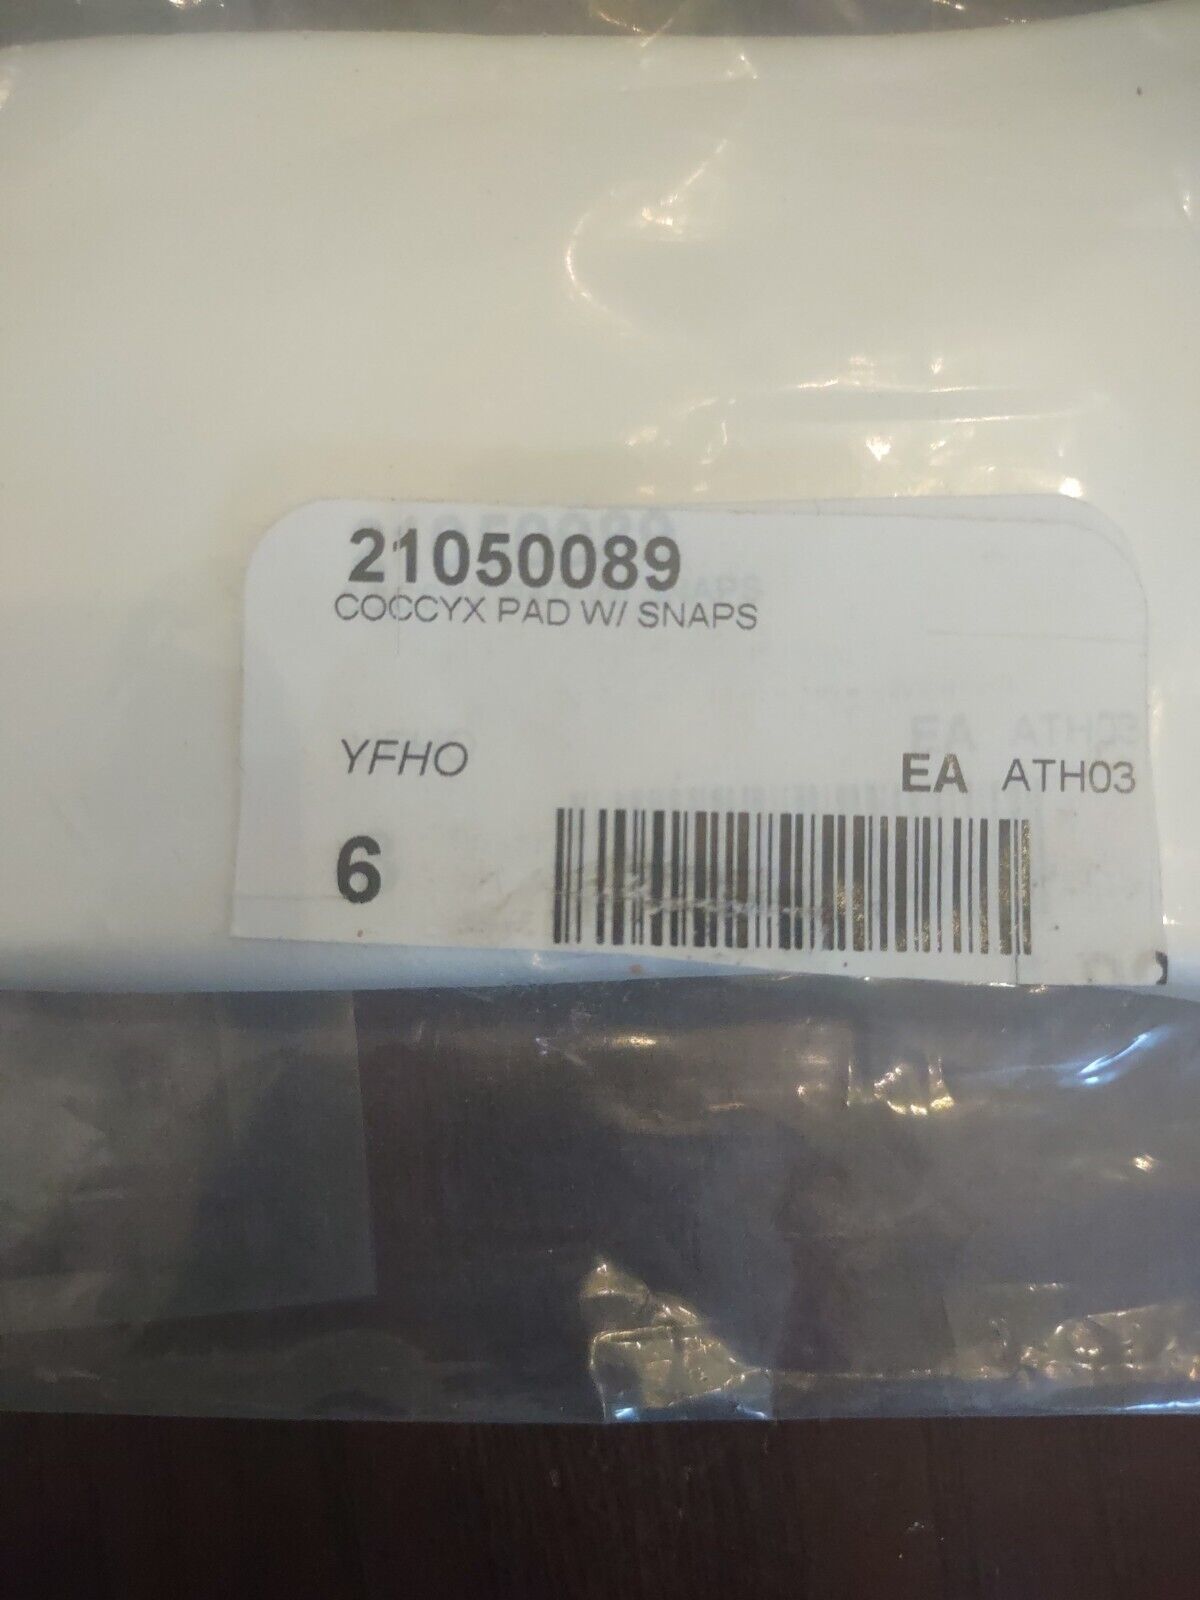 21050089
COCCYX PAD W/ SNAPS
YFHO
EA ATH03
6